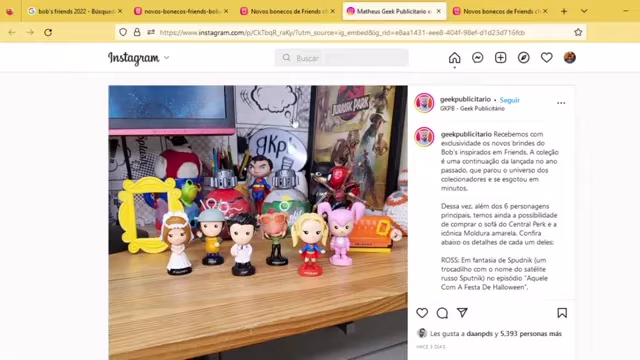 bob's friends 2022 - Búsqued
novos-bonecos-friends-bobs
Novos bonecos de Friends ch
Matheus Geek Publicitario e
Novos bonecos de Friends ch
https://www.instagram.com/p/CkTbqR_raKy/?utm_source=ig_embed&ig_rid=e8aa1431-eee8-404f-98ef-d1d23d716fcb
Instagram
Buscar
JURASSIC PARK
gkp
geekpublicitario • Seguir
GKPB - Geek Publicitário
geekpublicitario Recebemos com
exclusividade os novos brindes do
Bob's inspirados em Friends. A coleção
é uma continuação da lançada no ano
passado, que parou o universo dos
colecionadores e se esgotou em
minutos.
Dessa vez, além dos 6 personagens
principais, temos ainda a possibilidade
de comprar o sofá do Central Perk e a
icônica Moldura amarela. Confira
abaixo os detalhes de cada um deles:
ROSS: Em fantasia de Spudnik (um
trocadilho com o nome do satélite
russo Sputnik) no episódio "Aquele
Com A Festa De Halloween".
Les gusta a daanpds y 5,393 personas más
HACE 3 DÍAS